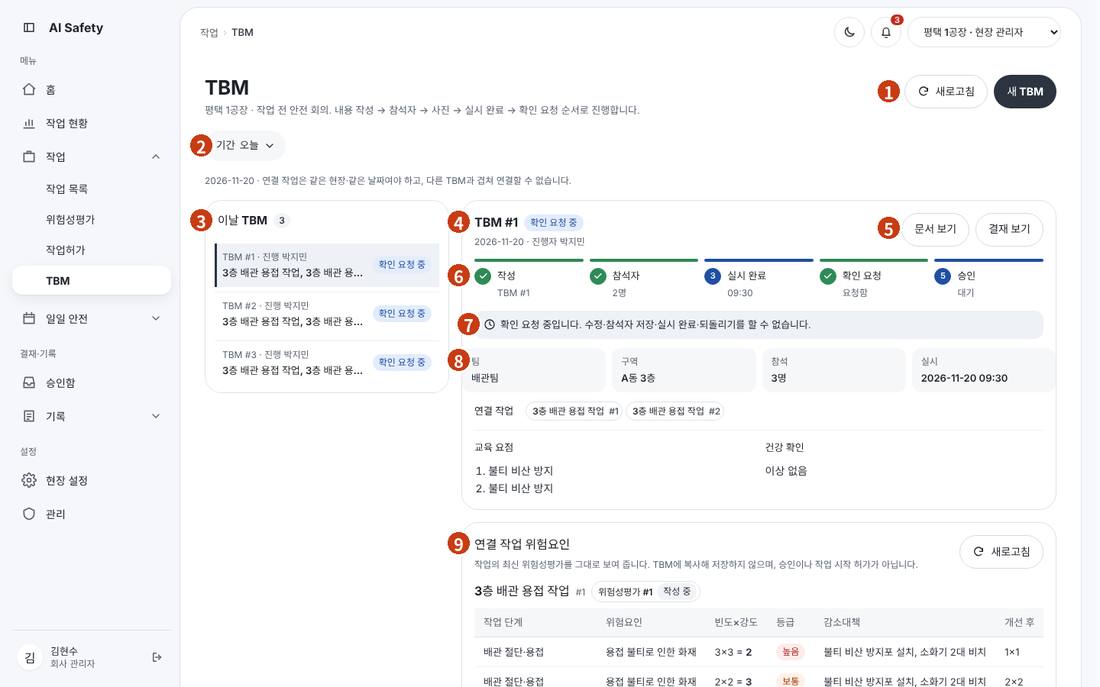 AI Safety
메뉴
홈
작업 현황
작업
작업 목록
위험성평가
작업허가
TBM
일일 안전
결재·기록
승인함
기록
설정
현장 설정
관리
김
김현수
회사 관리자
작업 › TBM
3
평택 1공장 · 현장 관리자
TBM
평택 1공장 · 작업 전 안전 회의. 내용 작성 → 참석자 → 사진 → 실시 완료 → 확인 요청 순서로 진행합니다.
1
새로고침
새 TBM
2
기간 오늘
2026-11-20 · 연결 작업은 같은 현장·같은 날짜여야 하고, 다른 TBM과 겹쳐 연결할 수 없습니다.
3
이날 TBM 3
TBM #1 · 진행 박지민
3층 배관 용접 작업, 3층 배관 용...
확인 요청 중
TBM #2 · 진행 박지민
3층 배관 용접 작업, 3층 배관 용...
확인 요청 중
TBM #3 · 진행 박지민
3층 배관 용접 작업, 3층 배관 용...
확인 요청 중
4
TBM #1 확인 요청 중
2026-11-20 · 진행자 박지민
5
문서 보기
결재 보기
6
작성
TBM #1
참석자
2명
3 실시 완료
09:30
확인 요청
요청함
5 승인
대기
7
확인 요청 중입니다. 수정·참석자 저장·실시 완료·되돌리기를 할 수 없습니다.
8
팀
배관팀
구역
A동 3층
참석
3명
실시
2026-11-20 09:30
연결 작업 3층 배관 용접 작업 #1 3층 배관 용접 작업 #2
교육 요점
1. 불티 비산 방지
2. 불티 비산 방지
건강 확인
이상 없음
9
연결 작업 위험요인
작업의 최신 위험성평가를 그대로 보여 줍니다. TBM에 복사해 저장하지 않으며, 승인이나 작업 시작 허가가 아닙니다.
새로고침
3층 배관 용접 작업 #1 위험성평가 #1 작성 중
작업 단계 위험요인 빈도×강도 등급 감소대책 개선 후
배관 절단·용접 용접 불티로 인한 화재 3×3 = 2 높음 불티 비산 방지포 설치, 소화기 2대 비치 1×1
배관 절단·용접 용접 불티로 인한 화재 2×2 = 3 보통 불티 비산 방지포 설치, 소화기 2대 비치 2×2